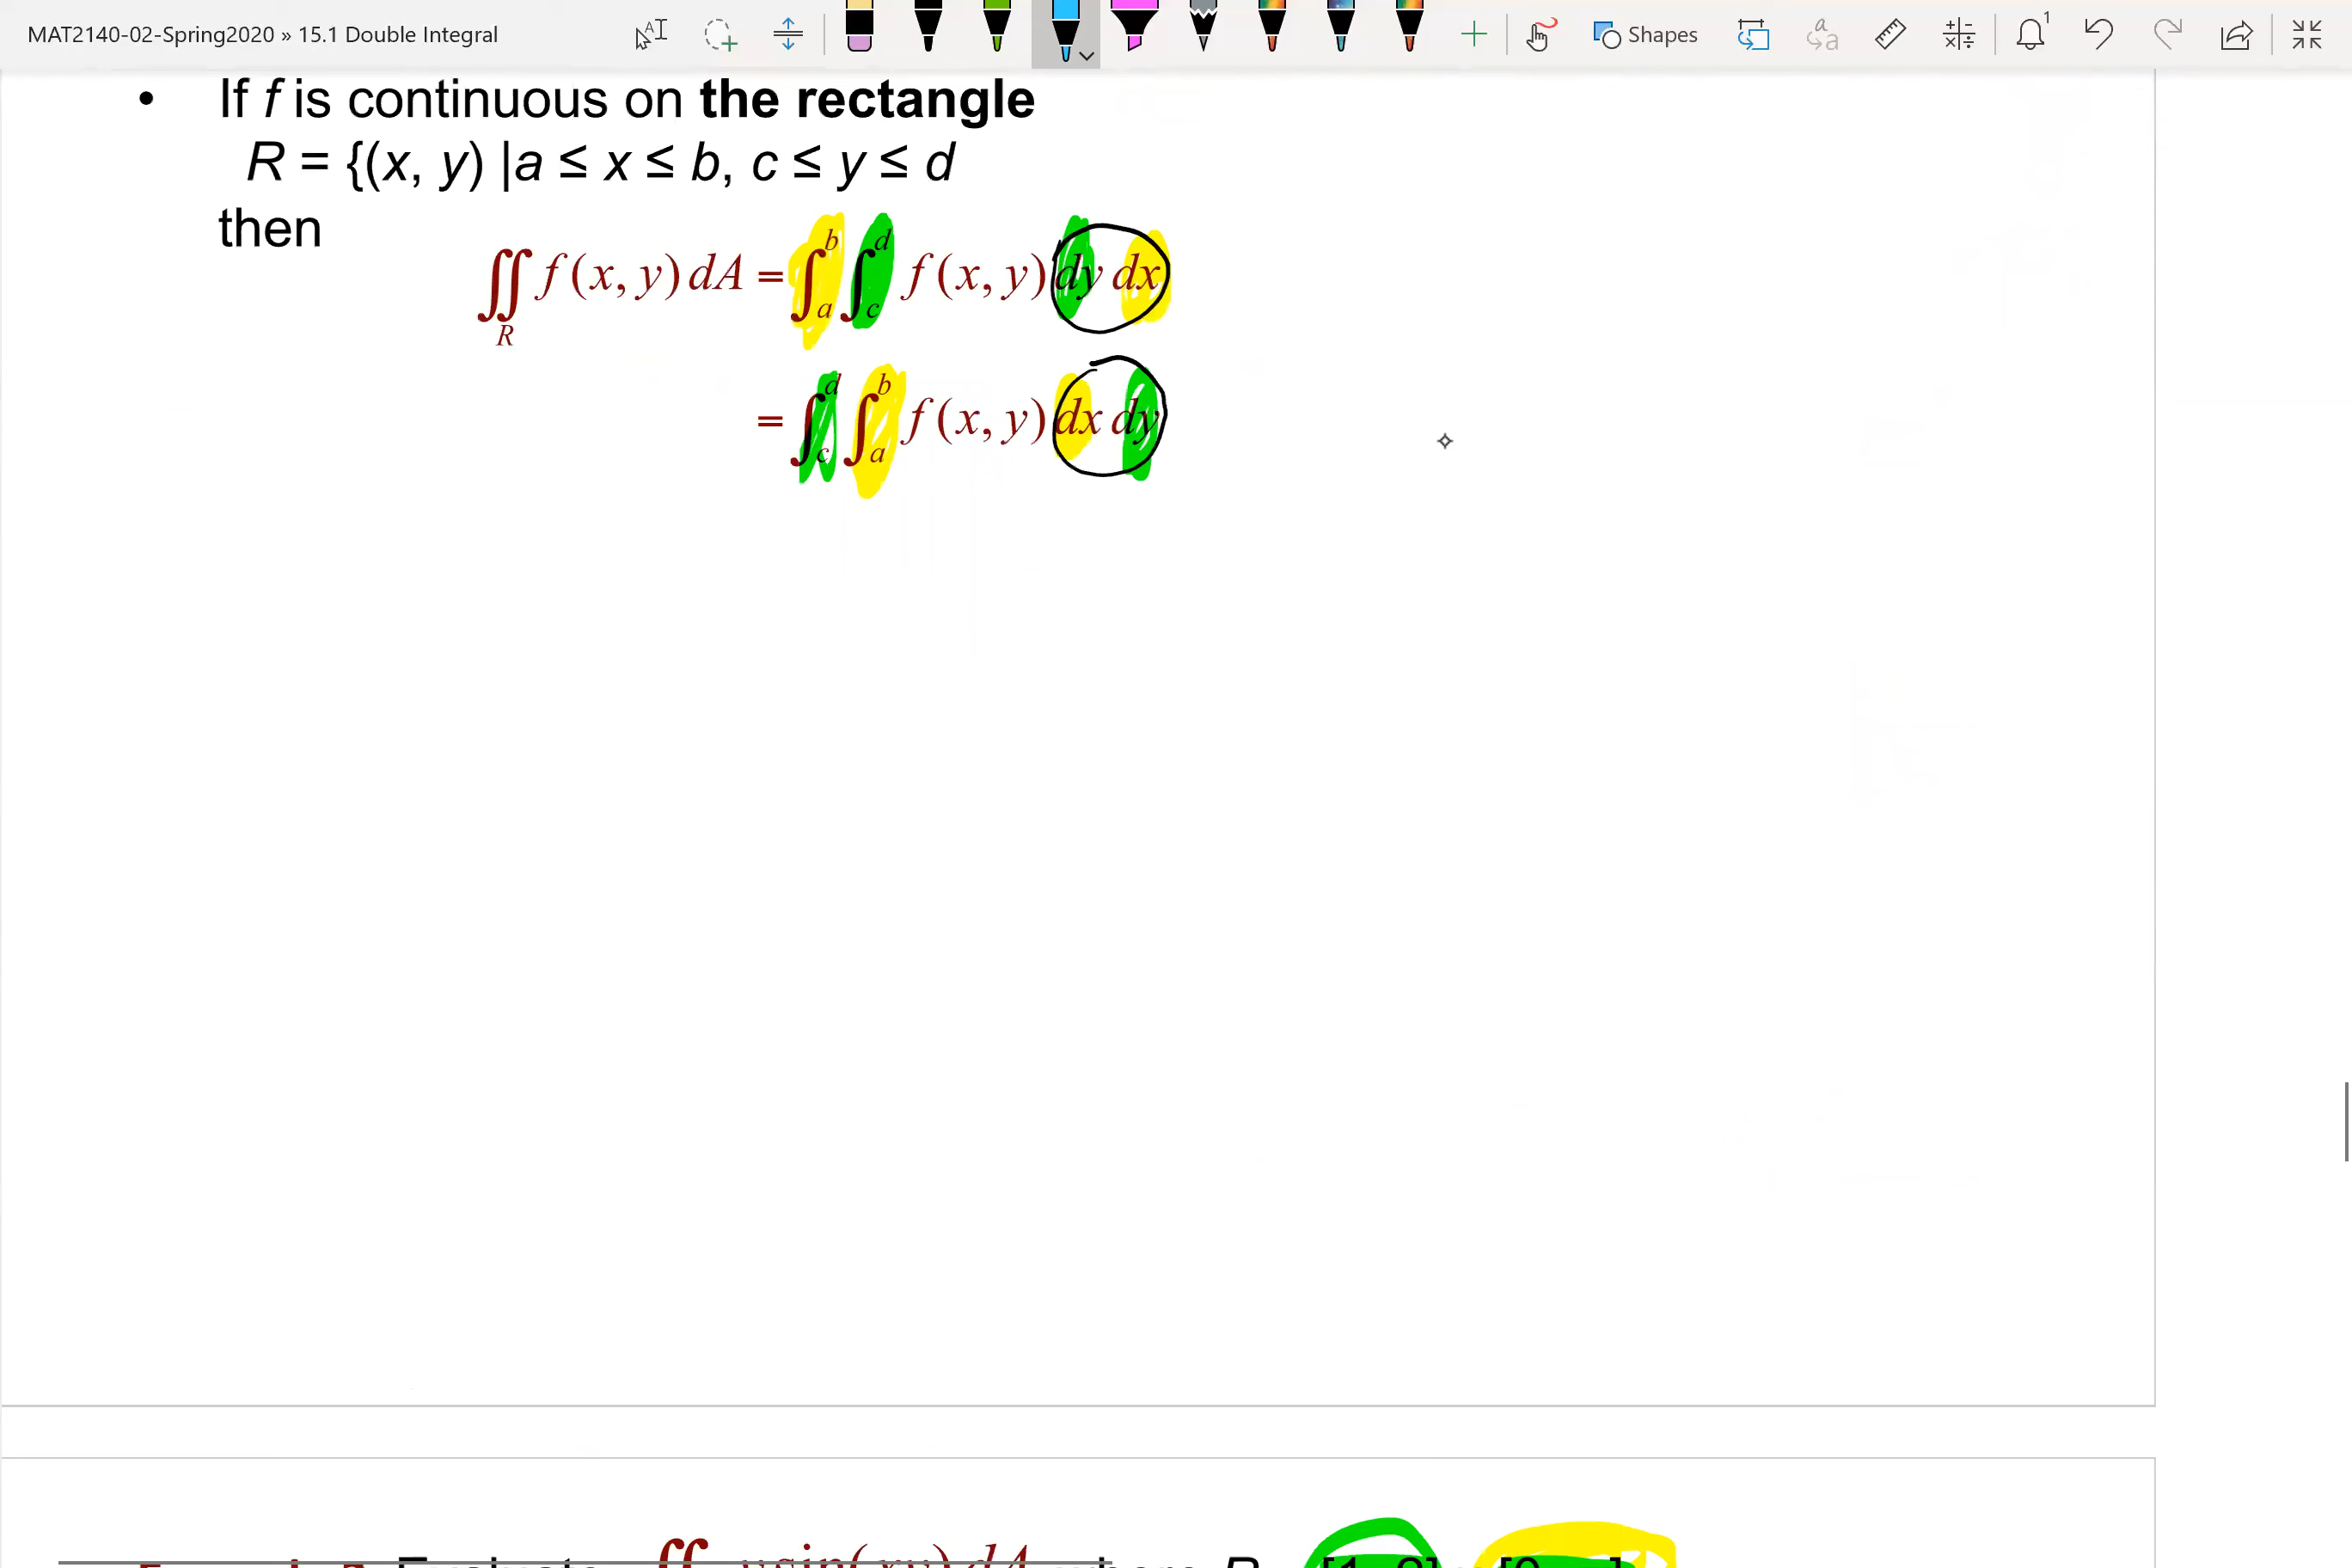 MAT2140-02-Spring2020 » 15.1 Double Integral
Shapes
1
• If f is continuous on the rectangle
R = {(x, y) |a ≤ x ≤ b, c ≤ y ≤ d
then
∬_R f(x, y) dA = ∫_a^b ∫_c^d f(x, y) dy dx
= ∫_c^d ∫_a^b f(x, y) dx dy